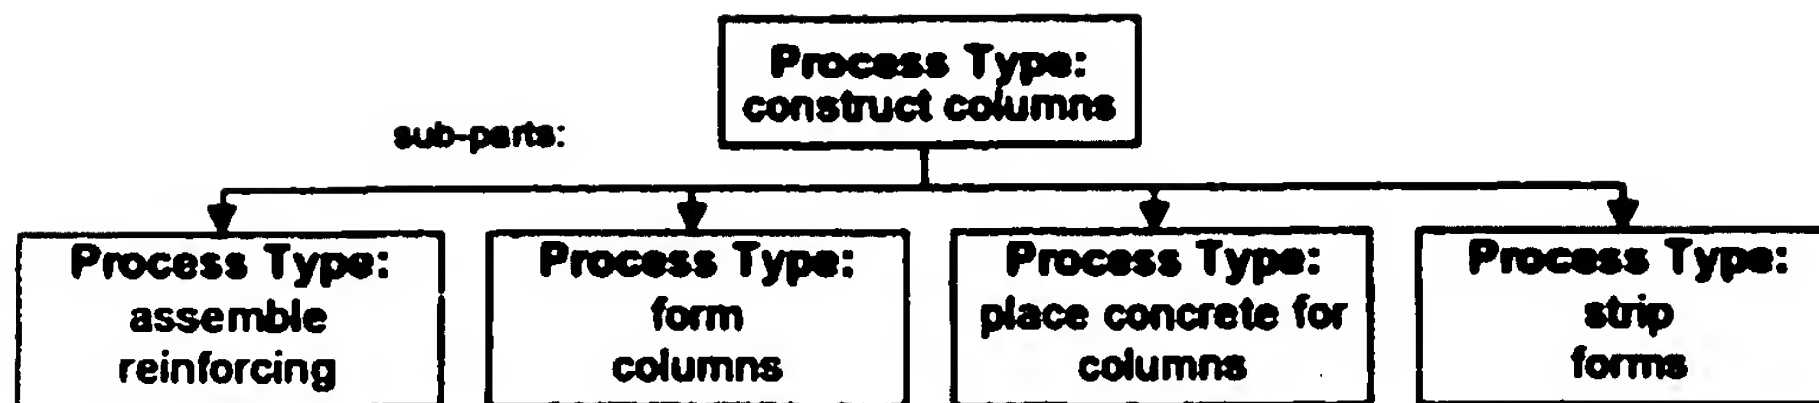 Process Type:
construct columns
sub-parts:
Process Type:
assemble
reinforcing
Process Type:
form
columns
Process Type:
place concrete for
columns
Process Type:
strip
forms